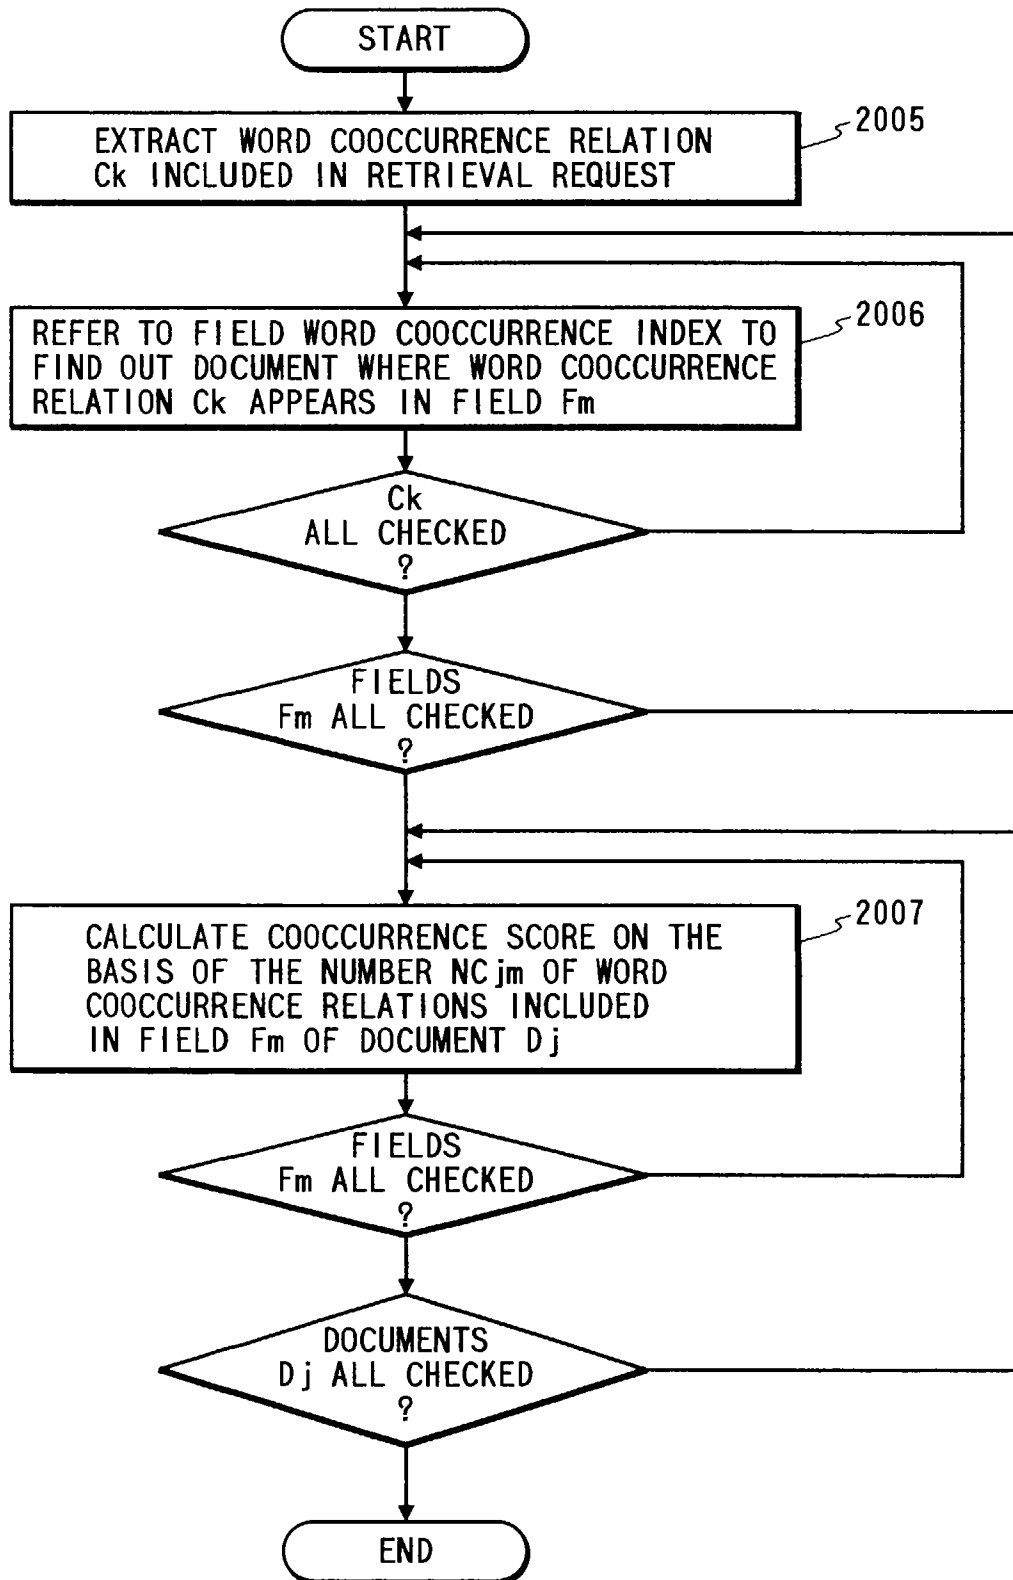 START
2005
EXTRACT WORD COOCCURRENCE RELATION
Ck INCLUDED IN RETRIEVAL REQUEST
2006
REFER TO FIELD WORD COOCCURRENCE INDEX TO
FIND OUT DOCUMENT WHERE WORD COOCCURRENCE
RELATION Ck APPEARS IN FIELD Fm
Ck
ALL CHECKED
?
FIELDS
Fm ALL CHECKED
?
2007
CALCULATE COOCCURRENCE SCORE ON THE
BASIS OF THE NUMBER NCjm OF WORD
COOCCURRENCE RELATIONS INCLUDED
IN FIELD Fm OF DOCUMENT Dj
FIELDS
Fm ALL CHECKED
?
DOCUMENTS
Dj ALL CHECKED
?
END